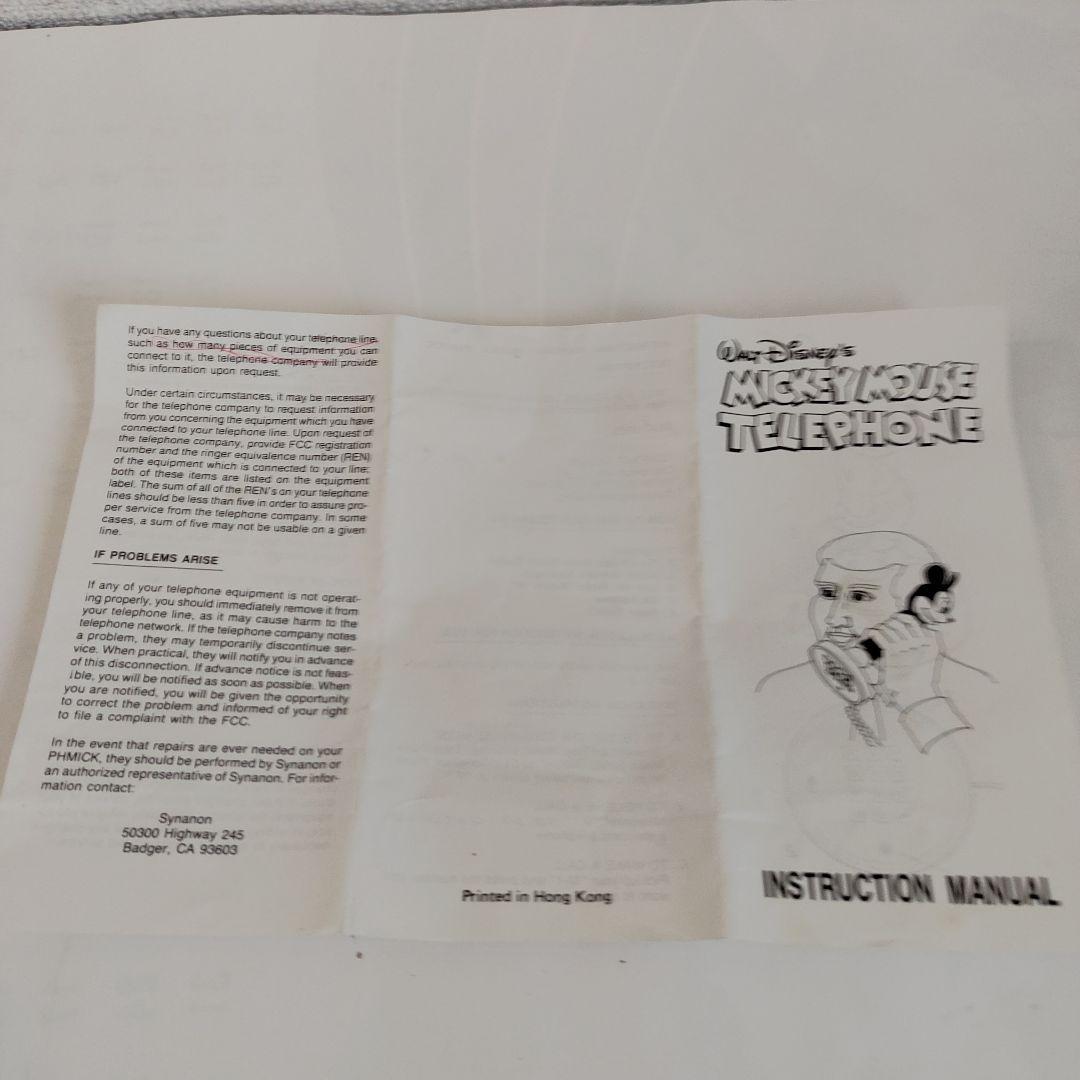 If you have any questions about your telephone line,
such as how many pieces of equipment you can
connect to it, the telephone company will provide
this information upon request.
Under certain circumstances, it may be necessary
for the telephone company to request information
from you concerning the equipment which you have
connected to your telephone line. Upon request of
the telephone company, provide FCC registration
number and the ringer equivalence number (REN)
of the equipment which is connected to your line;
both of these items are listed on the equipment
label. The sum of all of the REN's on your telephone
lines should be less than five in order to assure pro-
per service from the telephone company. In some
cases, a sum of five may not be usable on a given
line.
IF PROBLEMS ARISE
If any of your telephone equipment is not operat-
ing properly, you should immediately remove it from
your telephone line, as it may cause harm to the
telephone network. If the telephone company notes
a problem, they may temporarily discontinue ser-
vice. When practical, they will notify you in advance
of this disconnection. If advance notice is not feas-
ible, you will be notified as soon as possible. When
you are notified, you will be given the opportunity
to correct the problem and informed of your right
to file a complaint with the FCC.
In the event that repairs are ever needed on your
PHMICK, they should be performed by Synanon or
an authorized representative of Synanon. For infor-
mation contact:
Synanon
50300 Highway 245
Badger, CA 93603
Printed in Hong Kong
WALT DISNEY'S
MICKEY MOUSE
TELEPHONE
INSTRUCTION MANUAL